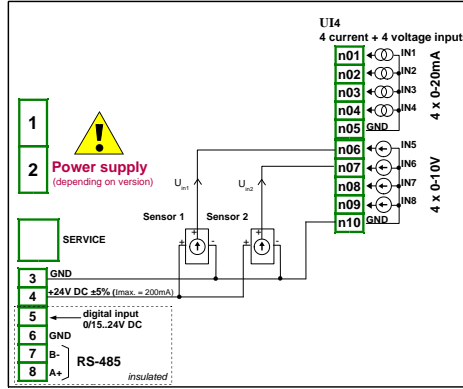 UI4
4 current + 4 voltage inputs
n01 IN1
n02 IN2
n03 IN3
n04 IN4
n05 GND
4 x 0-20mA
n06 IN5
n07 IN6
n08 IN7
n09 IN8
n10 GND
4 x 0-10V
1
2
Power supply
(depending on version)
Uin1
Uin2
Sensor 1 Sensor 2
+ - + + -
+
SERVICE
3 GND
4 +24V DC ±5% (Imax. = 200mA)
5 digital input
0/15..24V DC
6 GND
7 B-
8 A+
RS-485
insulated